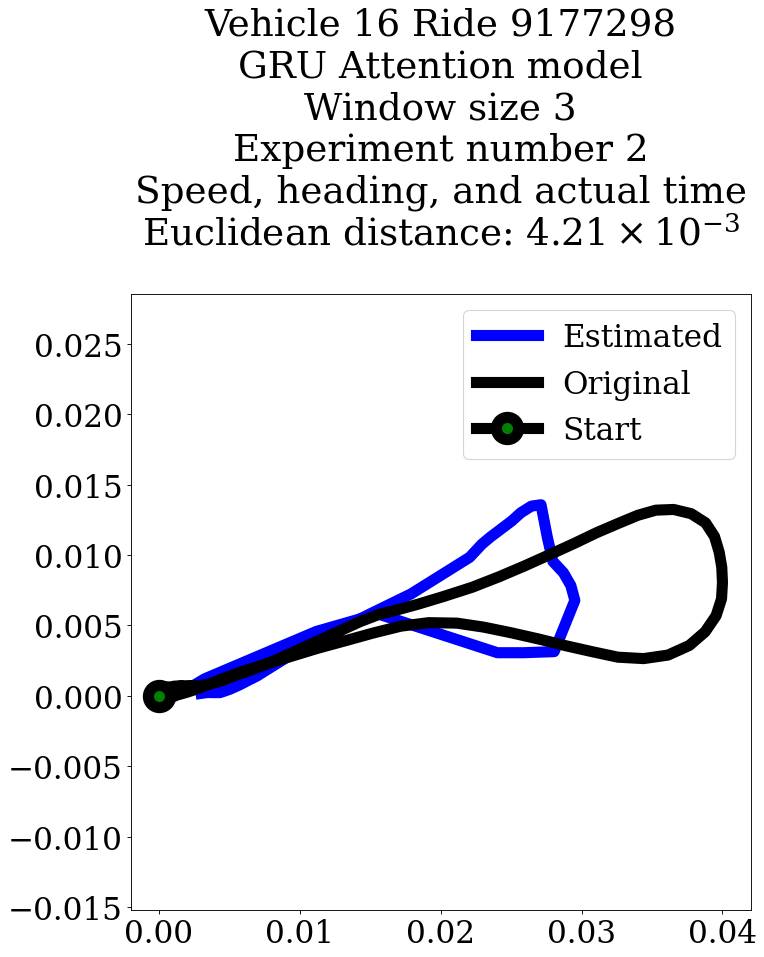 Vehicle 16 Ride 9177298
GRU Attention model
Window size 3
Experiment number 2
Speed, heading, and actual time
Euclidean distance: 4.21 × 10⁻³
Estimated
Original
Start
0.025
0.020
0.015
0.010
0.005
0.000
−0.005
−0.010
−0.015
0.00 0.01 0.02 0.03 0.04